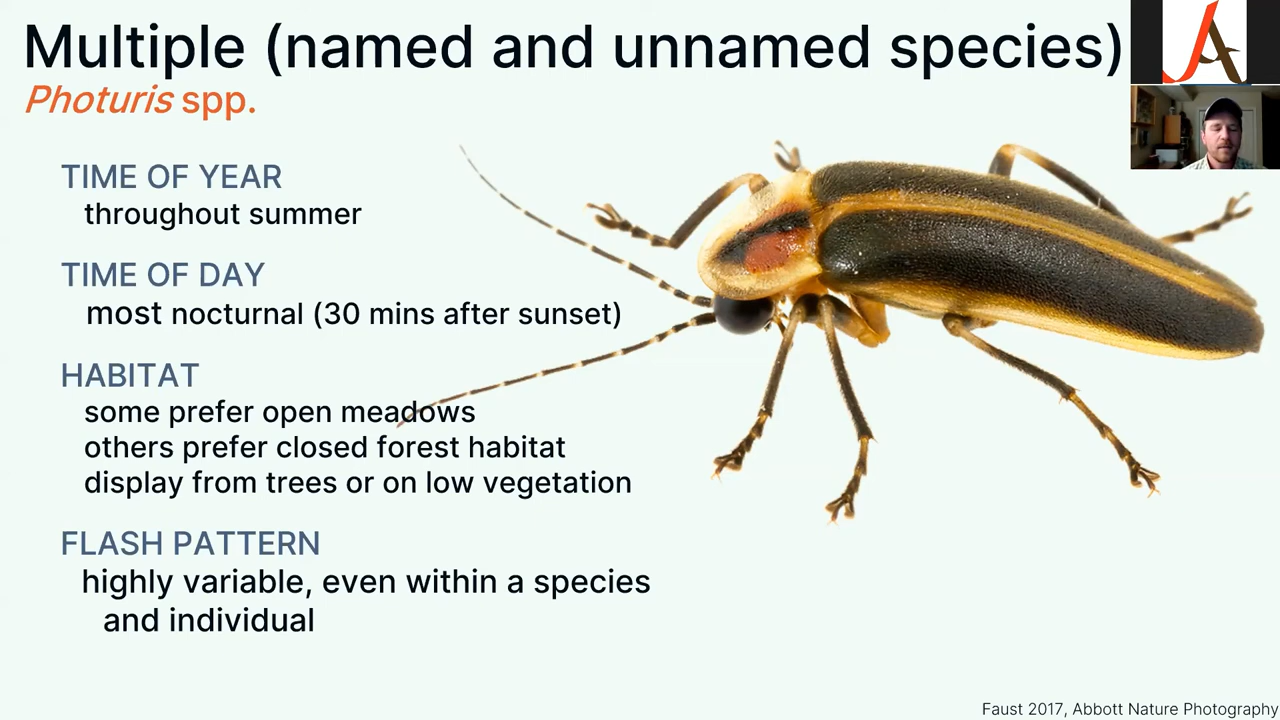 Multiple (named and unnamed species)
Photuris spp.
TIME OF YEAR
throughout summer
TIME OF DAY
most nocturnal (30 mins after sunset)
HABITAT
some prefer open meadows
others prefer closed forest habitat
display from trees or on low vegetation
FLASH PATTERN
highly variable, even within a species
and individual
Faust 2017, Abbott Nature Photography